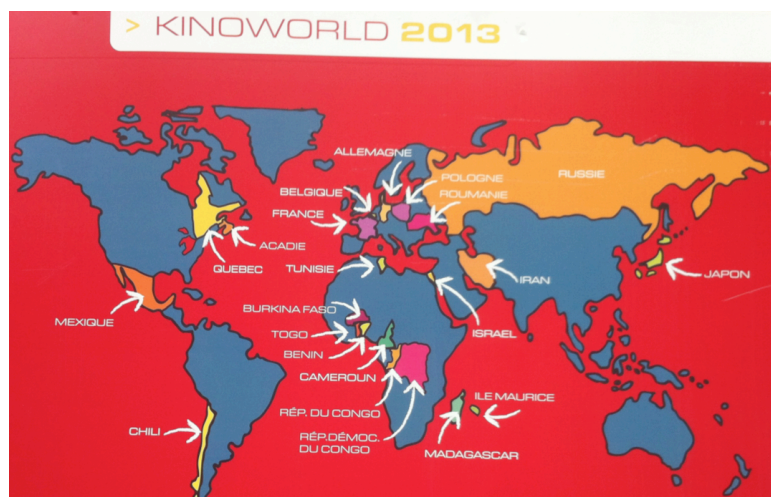 > KINOWORLD 2013
ALLEMAGNE
POLOGNE
RUSSIE
BELGIQUE
ROUMANIE
FRANCE
ACADIE
QUEBEC
TUNISIE
IRAN
JAPON
MEXIQUE
BURKINA FASO
TOGO
ISRAEL
BENIN
CAMEROUN
ILE MAURICE
RÉP. DU CONGO
CHILI
RÉP.DÉMOC.
DU CONGO
MADAGASCAR